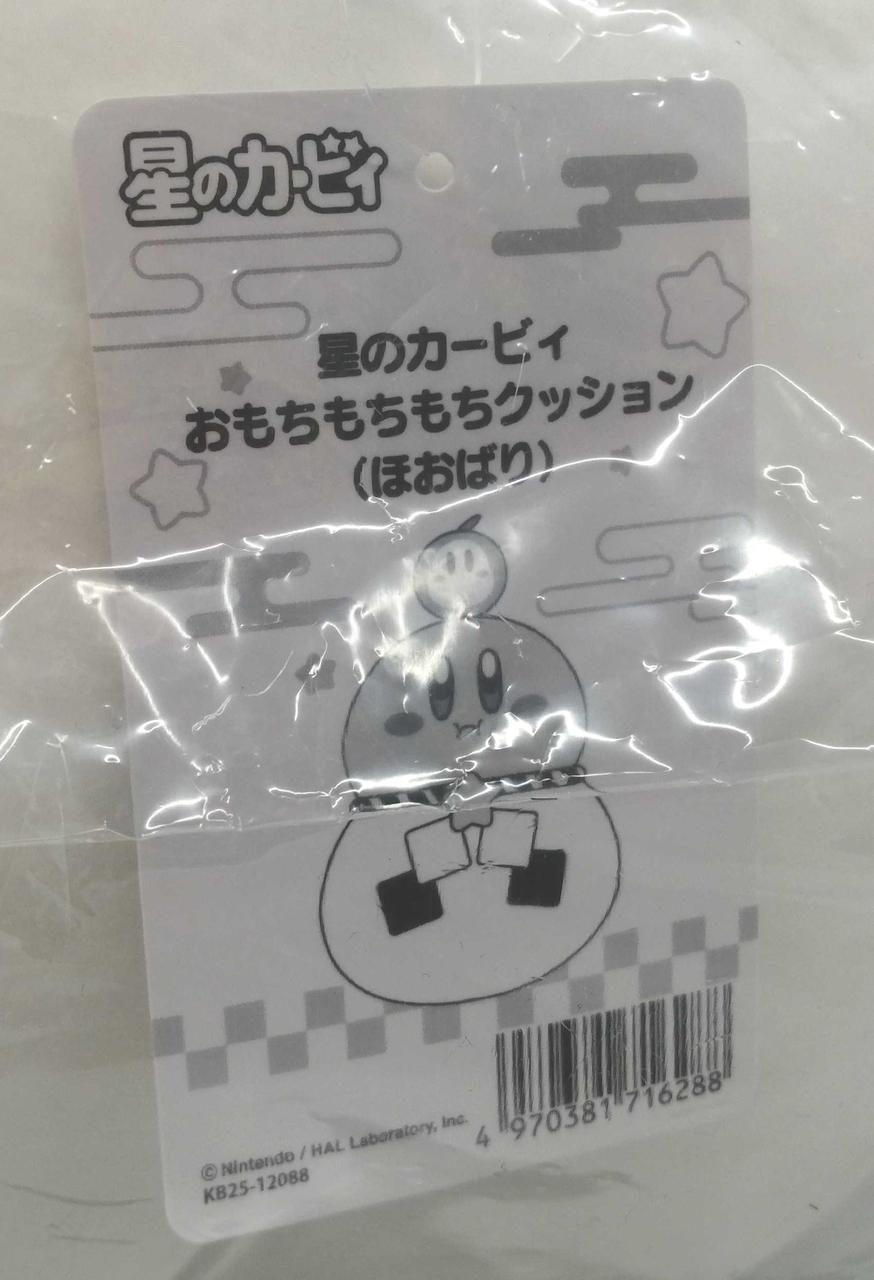 星のカービィ
星のカービィ
おもちもちもちクッション
(ほおばり)
4 970381 716288
© Nintendo / HAL Laboratory, Inc.
KB25-12088